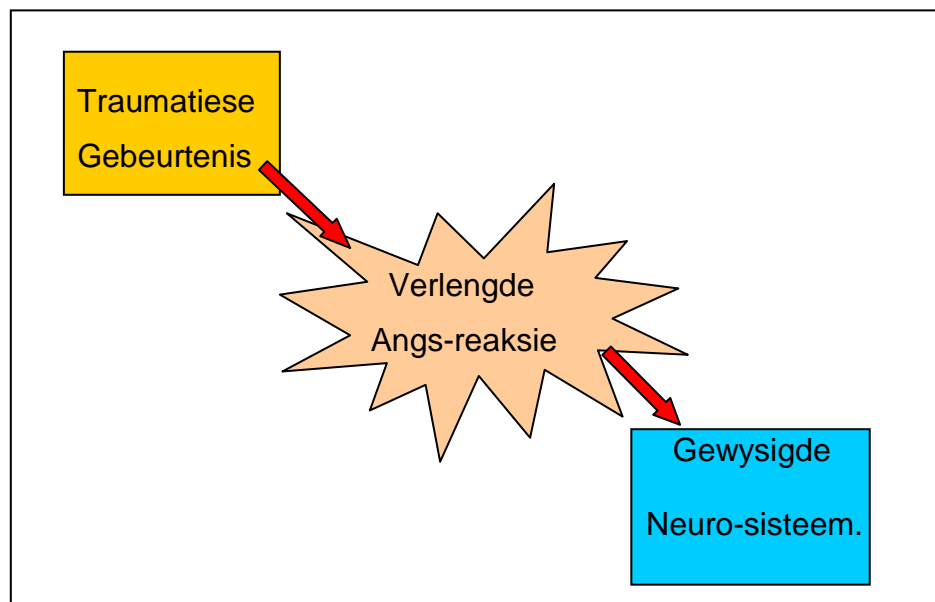 Traumatiese
Gebeurtenis
Verlengde
Angs-reaksie
Gewysigde
Neuro-sisteem.